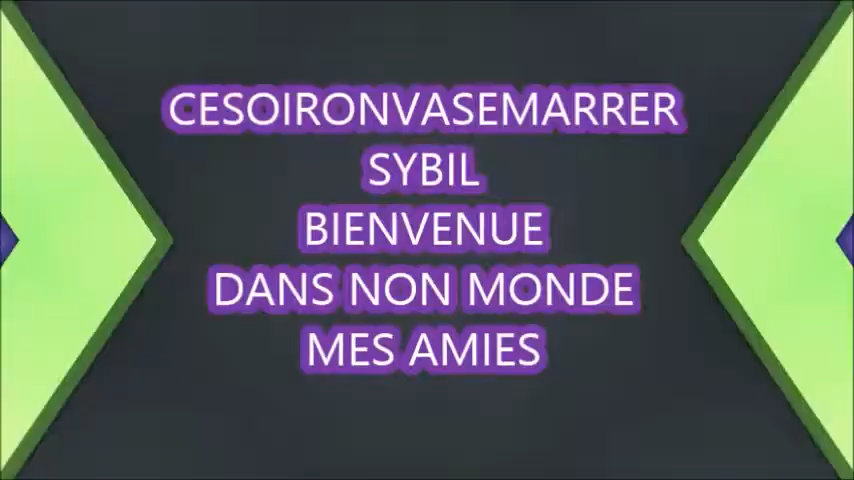 CESOIRONVASEMARRER
SYBIL
BIENVENUE
DANS NON MONDE
MES AMIES